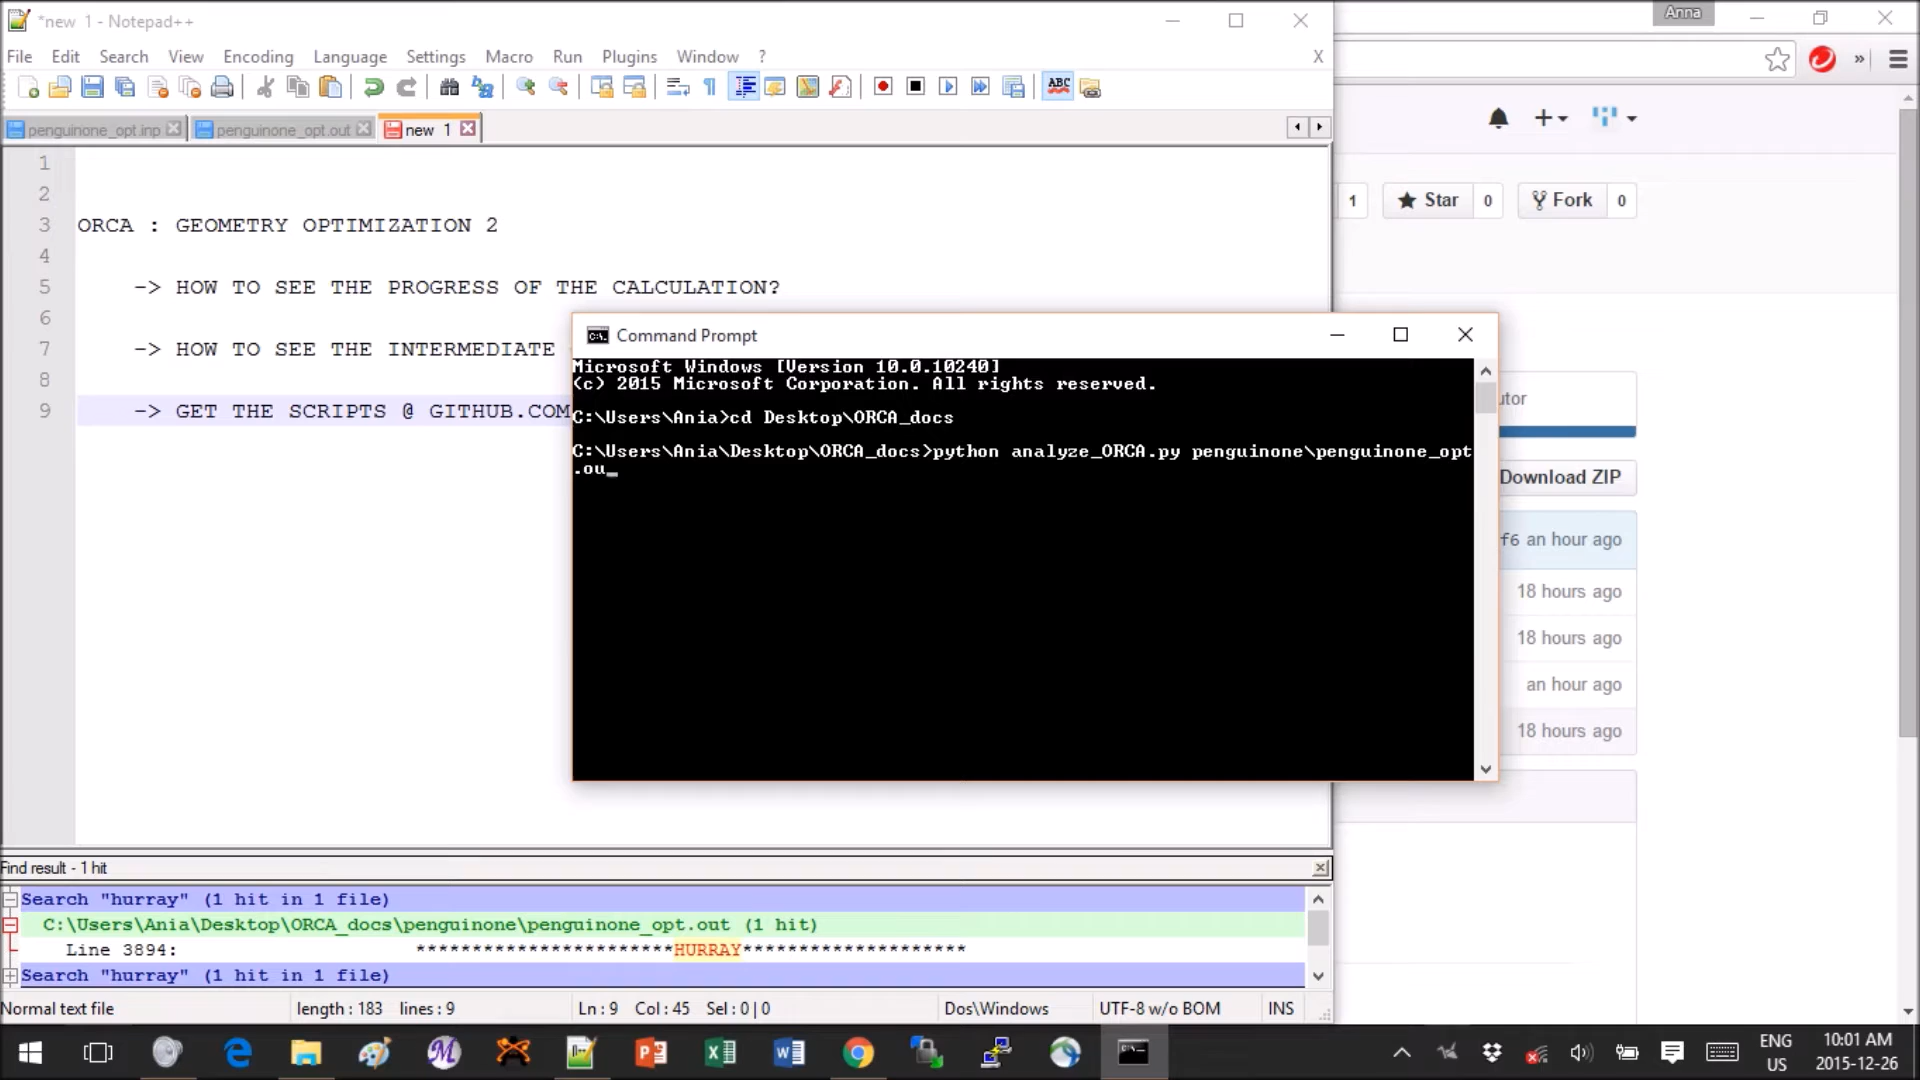 *new 1 - Notepad++
Anna
File Edit Search View Encoding Language Settings Macro Run Plugins Window ? X
penguinone_opt.inp penguinone_opt.out new 1
1
2
3 ORCA : GEOMETRY OPTIMIZATION 2
4
5 -> HOW TO SEE THE PROGRESS OF THE CALCULATION?
6
7 -> HOW TO SEE THE INTERMEDIATE
8
9 -> GET THE SCRIPTS @ GITHUB.COM
1 Star 0 Fork 0
Command Prompt
Microsoft Windows [Version 10.0.10240]
(c) 2015 Microsoft Corporation. All rights reserved.
C:\Users\Ania>cd Desktop\ORCA_docs
C:\Users\Ania\Desktop\ORCA_docs>python analyze_ORCA.py penguinone\penguinone_opt
.ou_
utor
Download ZIP
f6 an hour ago
18 hours ago
18 hours ago
an hour ago
18 hours ago
Find result - 1 hit
Search "hurray" (1 hit in 1 file)
C:\Users\Ania\Desktop\ORCA_docs\penguinone\penguinone_opt.out (1 hit)
Line 3894: ***********************HURRAY********************
Search "hurray" (1 hit in 1 file)
Normal text file length : 183 lines : 9 Ln : 9 Col : 45 Sel : 0 | 0 Dos\Windows UTF-8 w/o BOM INS
ENG
US
10:01 AM
2015-12-26